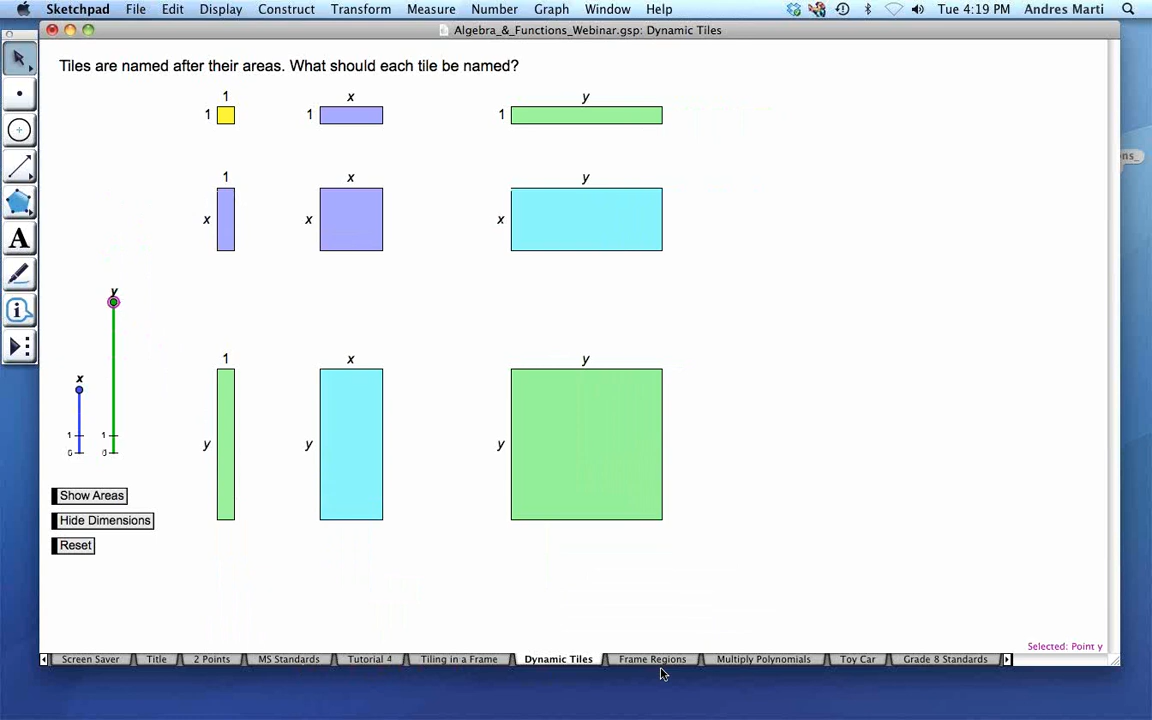 Sketchpad File Edit Display Construct Transform Measure Number Graph Window Help Tue 4:19 PM Andres Marti
Algebra_&_Functions_Webinar.gsp: Dynamic Tiles
Tiles are named after their areas. What should each tile be named?
1 x y
1 1 1
1 x y
x x x
y
1 x y
x
y y y
1 1
0 0
Show Areas
Hide Dimensions
Reset
ons_
Selected: Point y
Screen Saver Title 2 Points MS Standards Tutorial 4 Tiling in a Frame Dynamic Tiles Frame Regions Multiply Polynomials Toy Car Grade 8 Standards